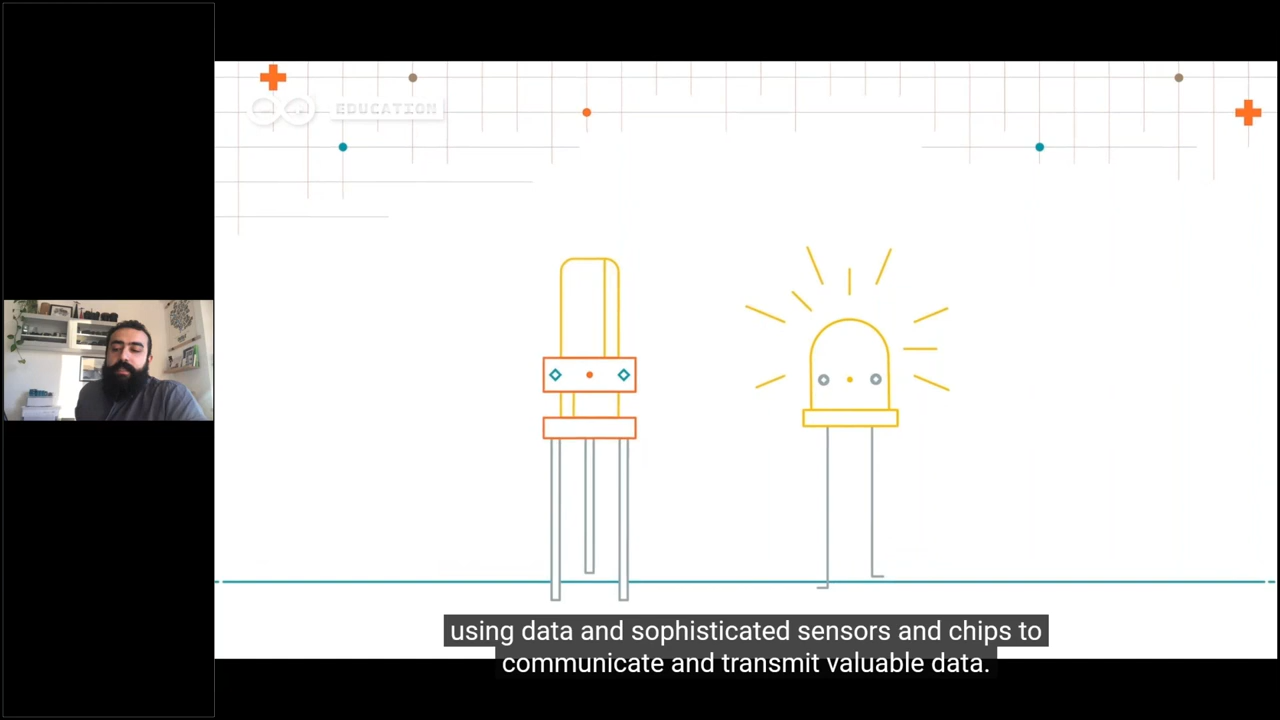 EDUCATION
using data and sophisticated sensors and chips to
communicate and transmit valuable data.